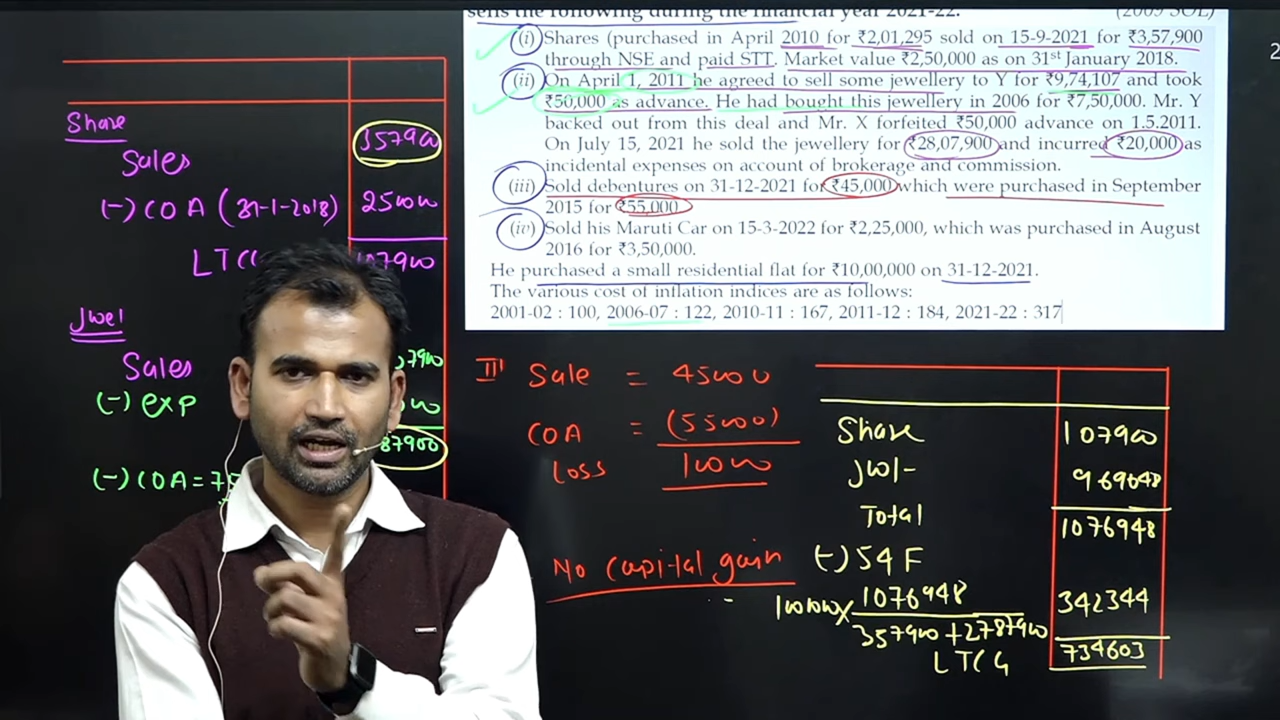 sells the following during the financial year 2021-22. (2009 SOL)
(i) Shares (purchased in April 2010 for ₹2,01,295 sold on 15-9-2021 for ₹3,57,900
through NSE and paid STT. Market value ₹2,50,000 as on 31st January 2018.
(ii) On April 1, 2011 he agreed to sell some jewellery to Y for ₹9,74,107 and took
₹50,000 as advance. He had bought this jewellery in 2006 for ₹7,50,000. Mr. Y
backed out from this deal and Mr. X forfeited ₹50,000 advance on 1.5.2011.
On July 15, 2021 he sold the jewellery for ₹28,07,900 and incurred ₹20,000 as
incidental expenses on account of brokerage and commission.
(iii) Sold debentures on 31-12-2021 for ₹45,000 which were purchased in September
2015 for ₹55,000
(iv) Sold his Maruti Car on 15-3-2022 for ₹2,25,000, which was purchased in August
2016 for ₹3,50,000.
He purchased a small residential flat for ₹10,00,000 on 31-12-2021.
The various cost of inflation indices are as follows:
2001-02 : 100, 2006-07 : 122, 2010-11 : 167, 2011-12 : 184, 2021-22 : 317
2
Share
Sales 357900
(-) COA (31-1-2018) 250000
LTCG 107900
Jwel
Sales 7900
(-) exp
87900
(-) COA = 75
III Sale = 45000
COA = (55000)
Loss 10000
No capital gain
Share 107900
Jwl- 969048
Total 1076948
(-) 54 F
1000000 × 1076948 342344
357900 + 2787900
LTCG 734603